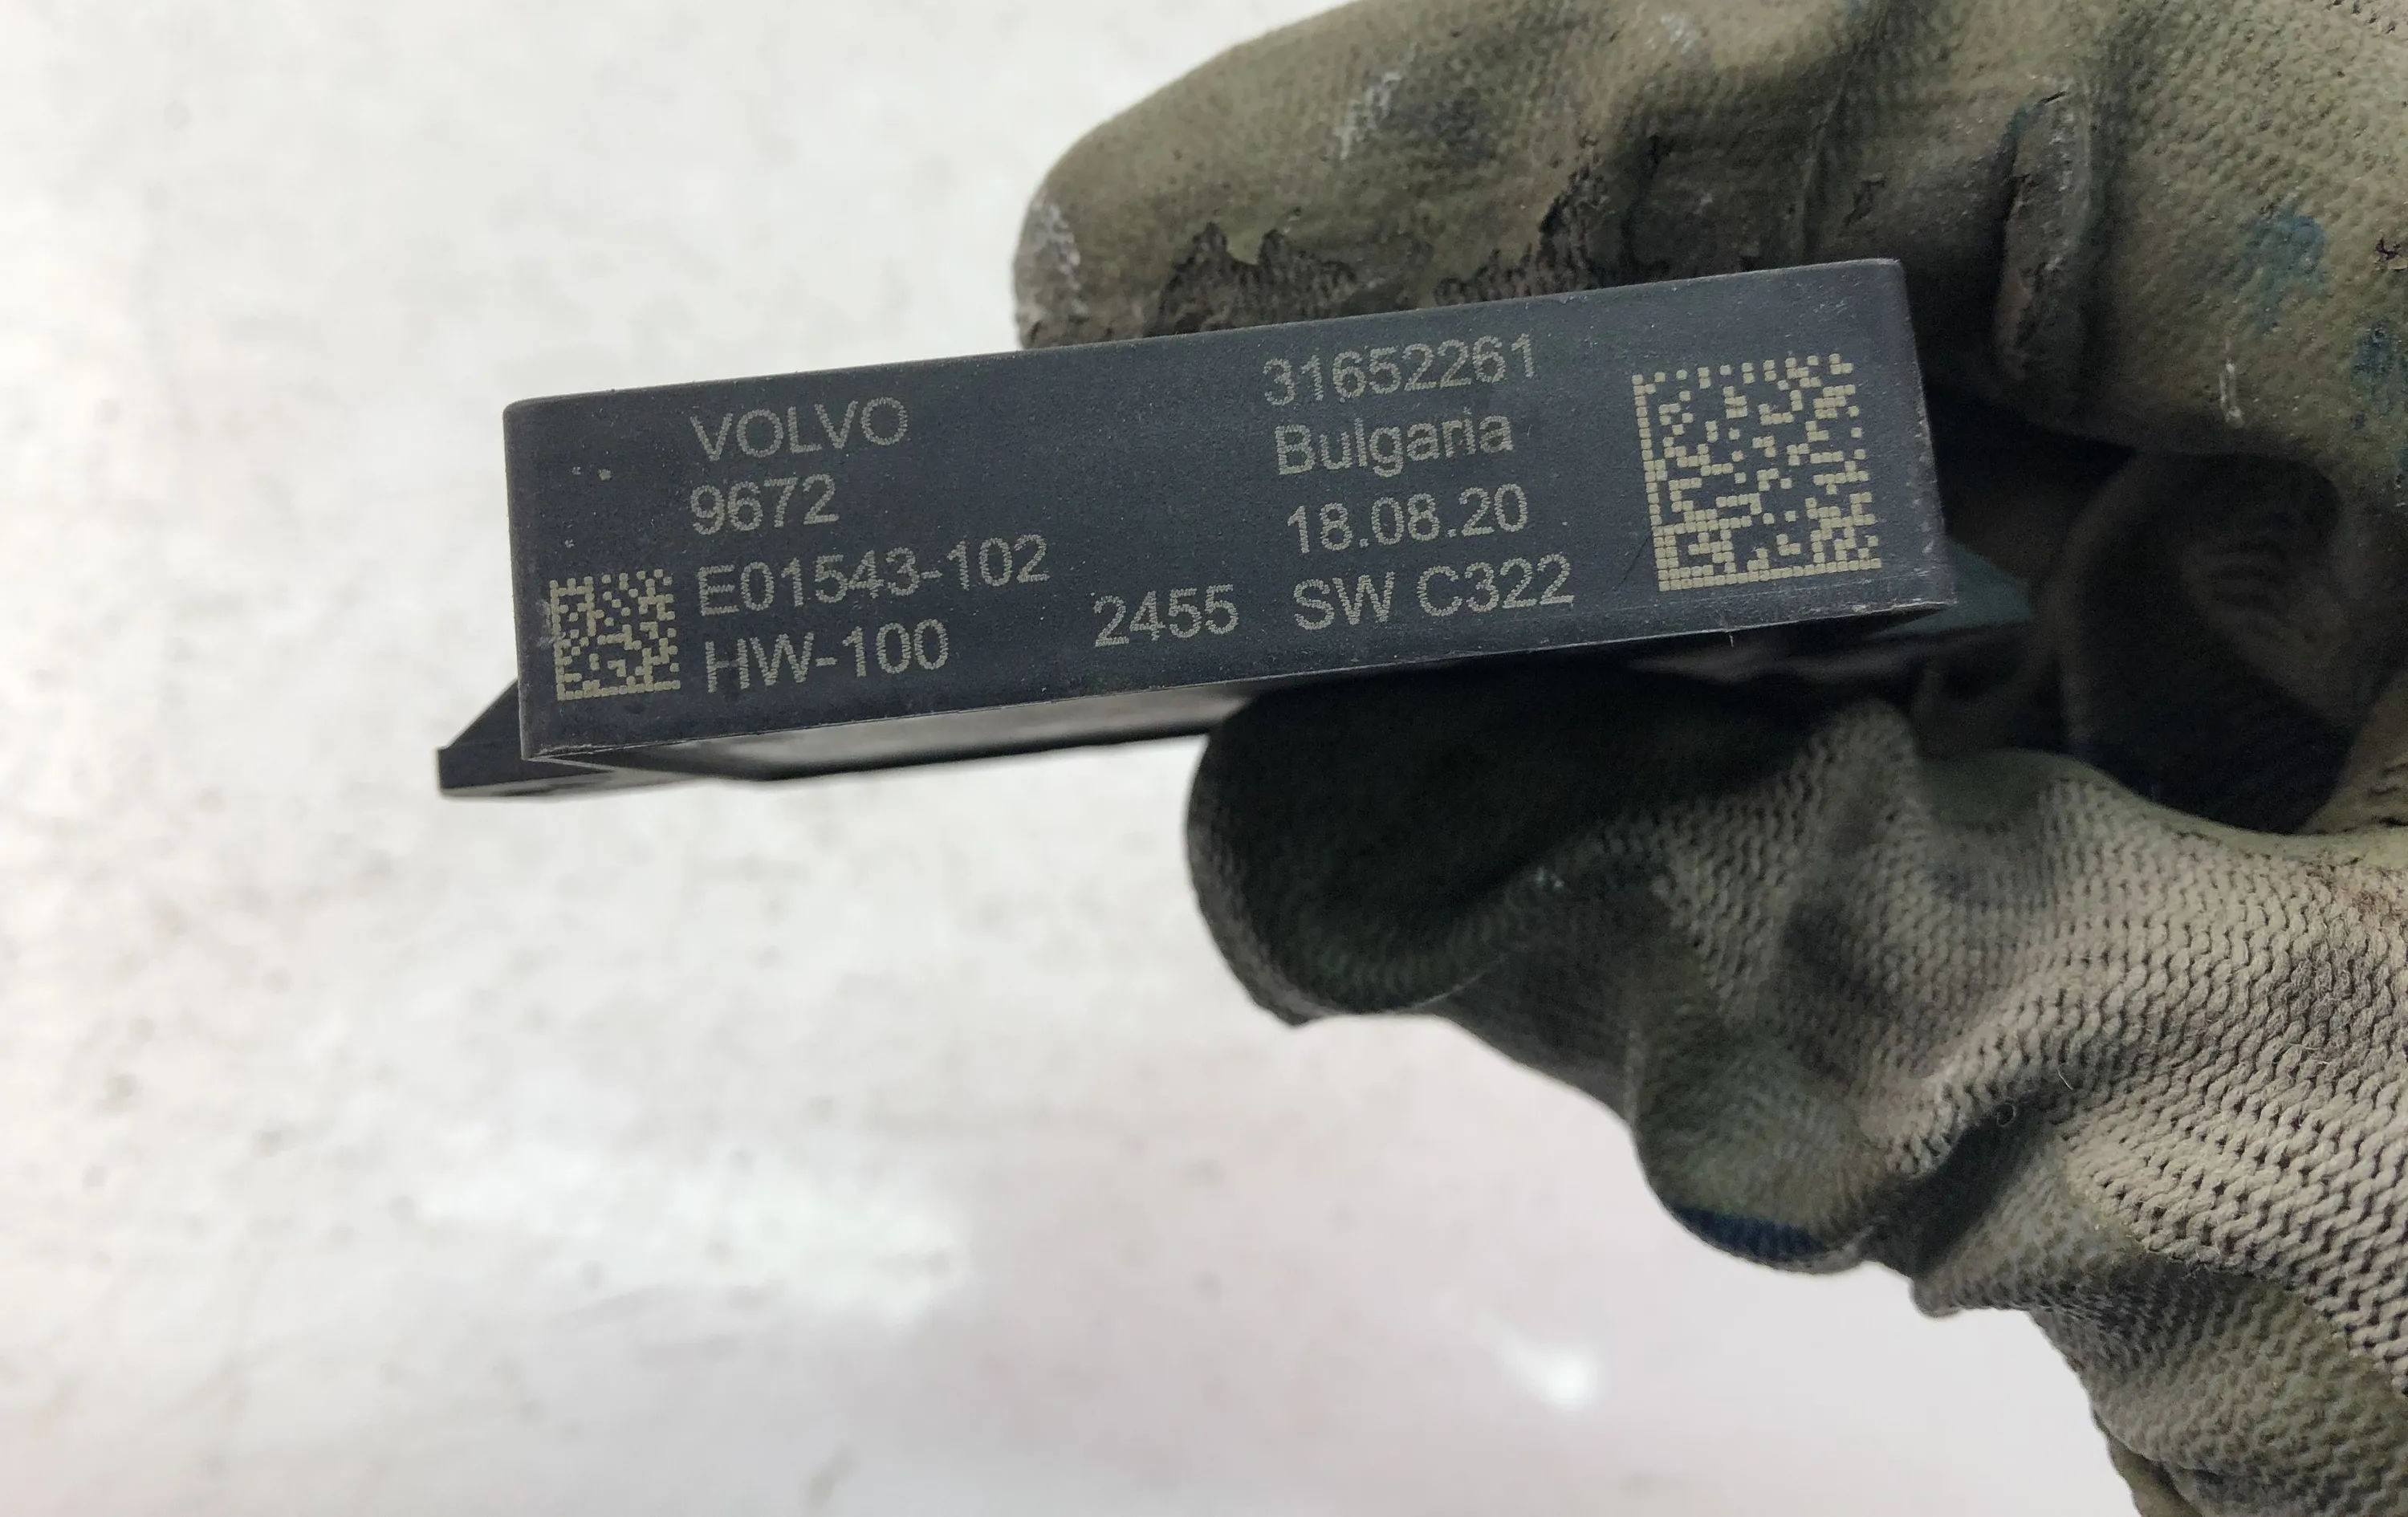 VOLVO
9672
E01543-102
HW-100
2455
31652261
Bulgaria
18.08.20
SW C322